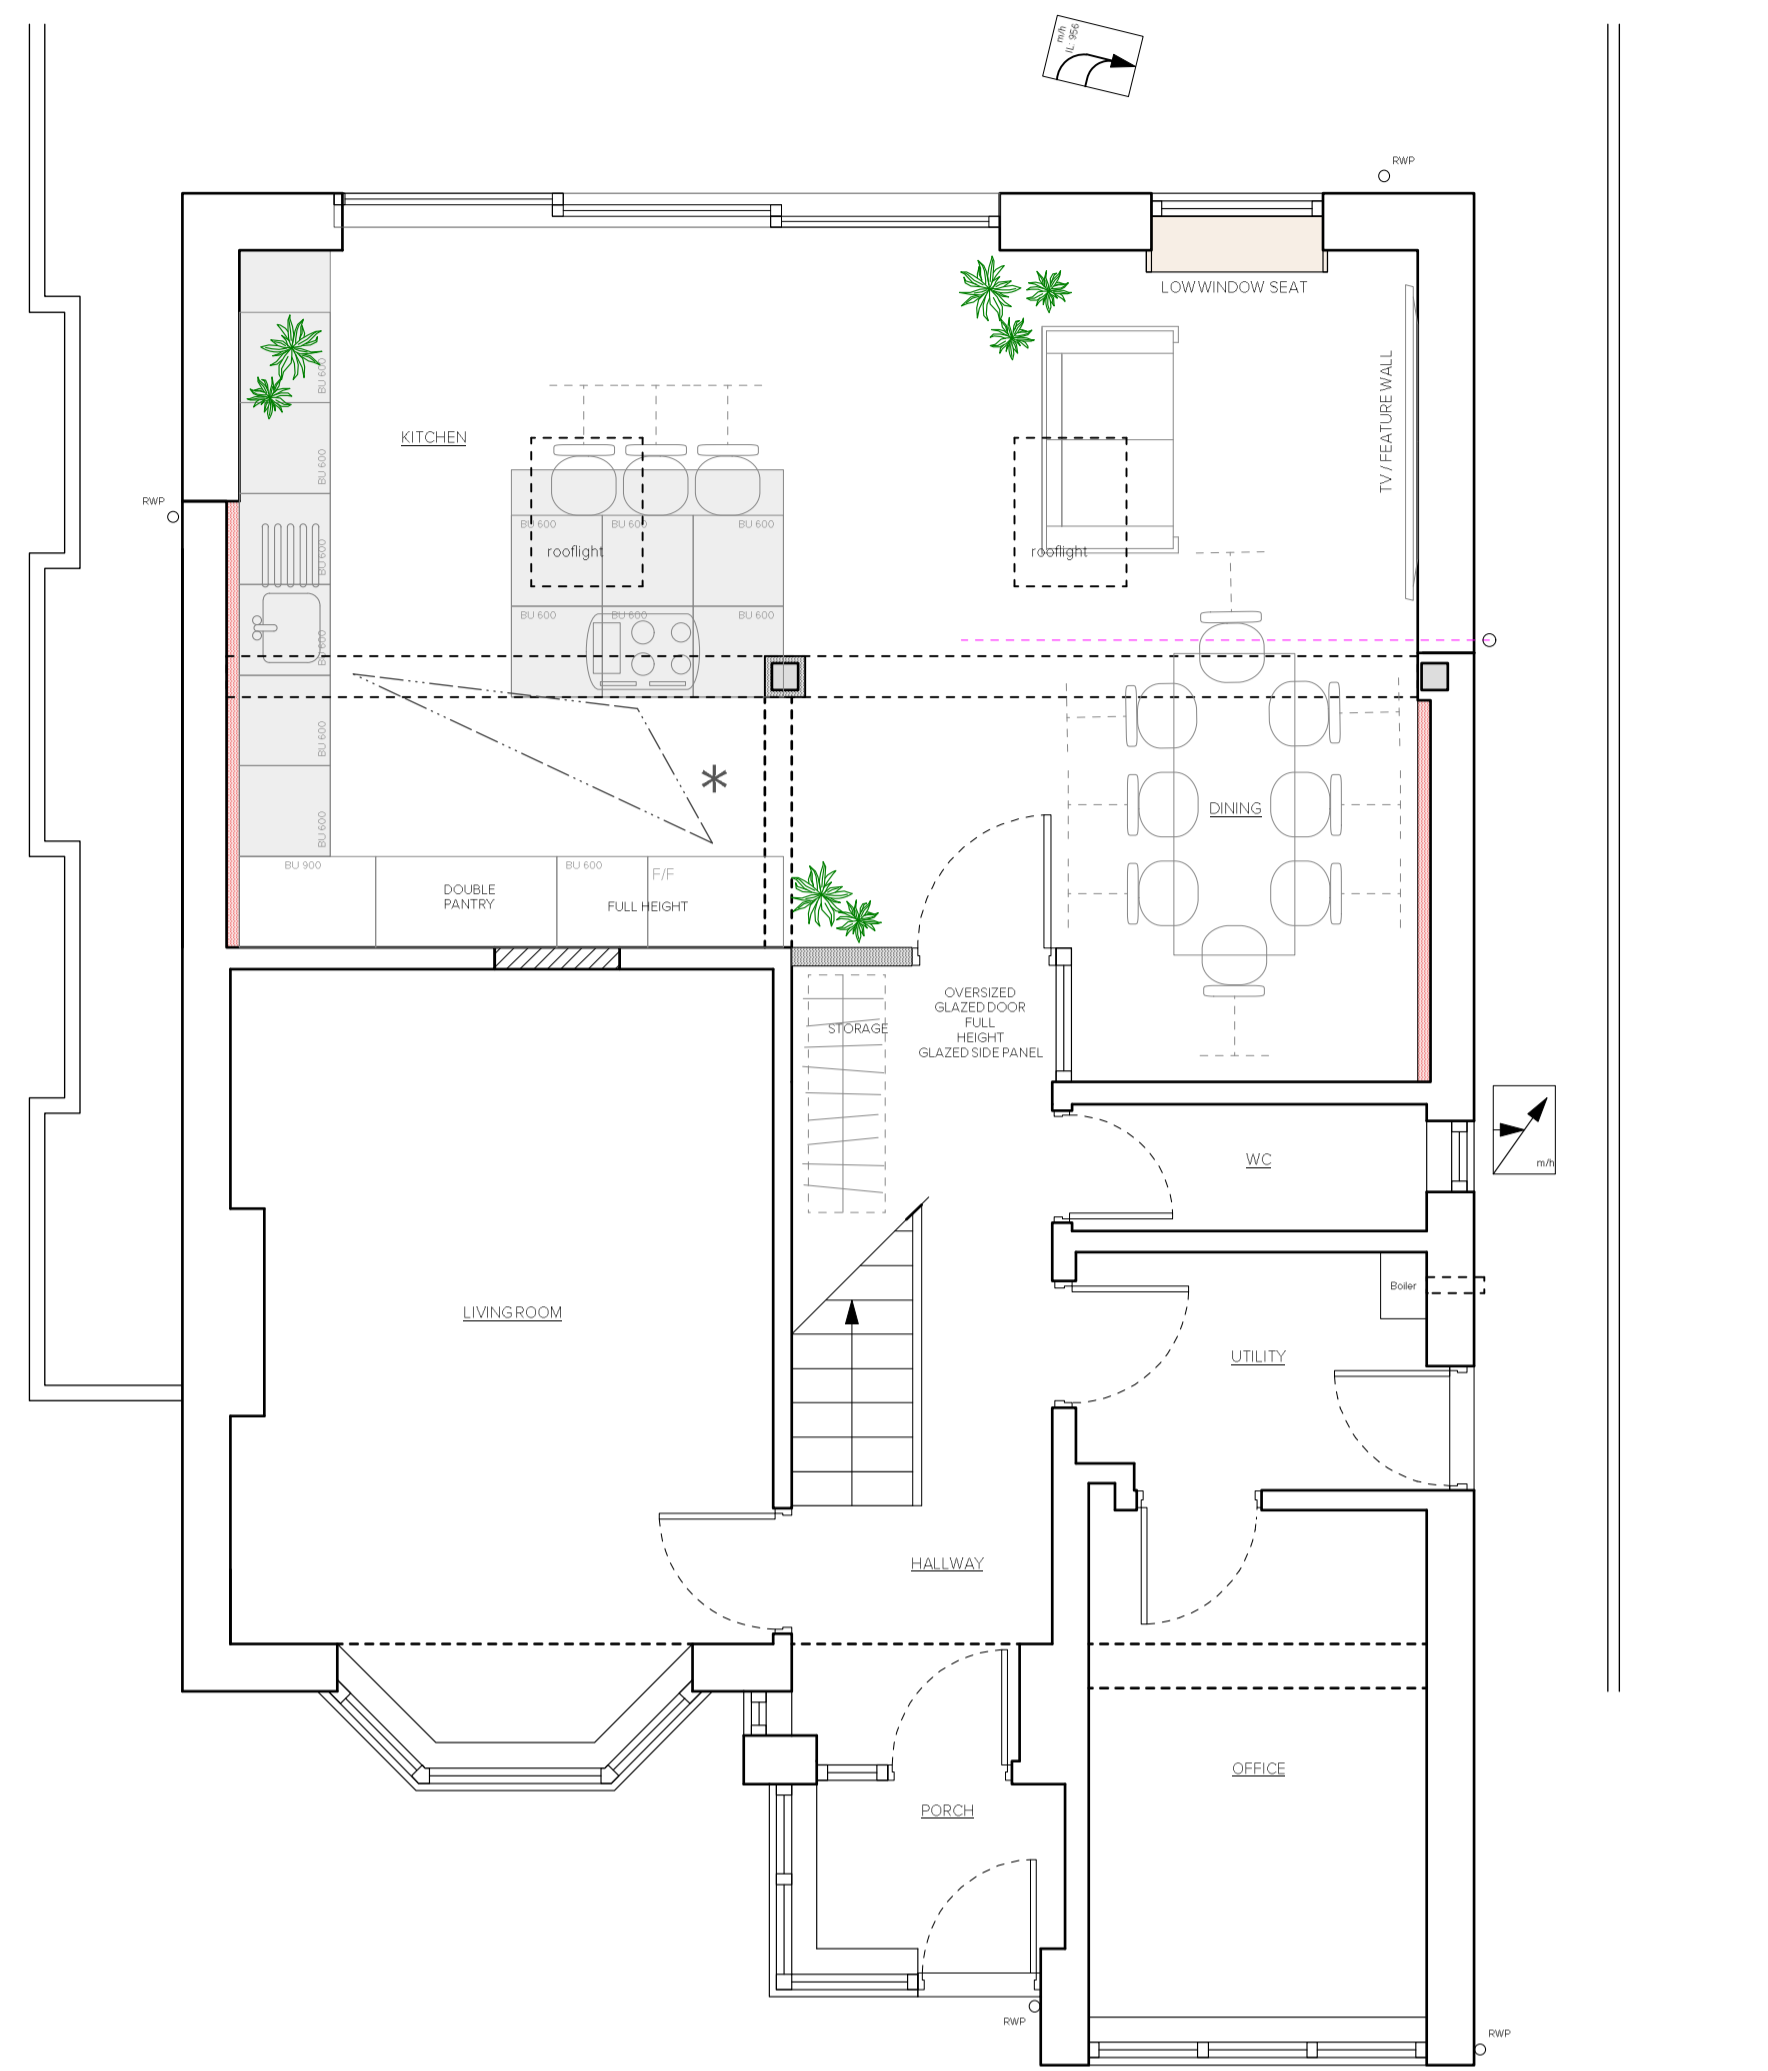 m/h
IL: 956
RWP
LOW WINDOW SEAT
TV / FEATURE WALL
KITCHEN
BU 600
BU 600
BU 600
BU 600
BU 600
BU 600
RWP
BU 600
BU 600
BU 600
rooflight
rooflight
BU 600
BU 600
BU 600
*
DINING
BU 900
DOUBLE
PANTRY
BU 600
F/F
FULL HEIGHT
STORAGE
OVERSIZED
GLAZED DOOR
FULL
HEIGHT
GLAZED SIDE PANEL
WC
m/h
Boiler
LIVING ROOM
UTILITY
HALLWAY
OFFICE
PORCH
RWP
RWP